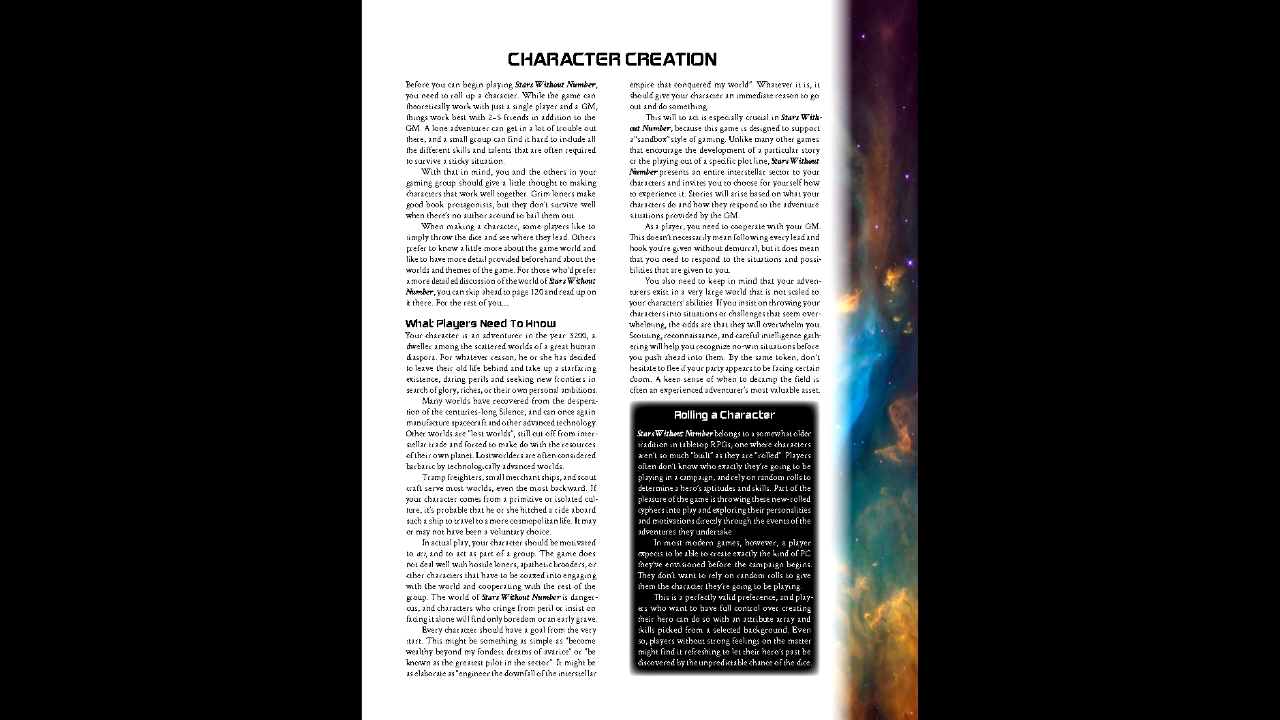 CHARACTER CREATION
Before you can begin playing Stars Without Number,
you need to roll up a character. While the game can
theoretically work with just a single player and a GM,
things work best with 2-5 friends in addition to the
GM. A lone adventurer can get in a lot of trouble out
there, and a small group can find it hard to include all
the different skills and talents that are often required
to survive a sticky situation.
With that in mind, you and the others in your
gaming group should give a little thought to making
characters that work well together. Grim loners make
good book protagonists, but they don't survive well
when there's no author around to bail them out.
When making a character, some players like to
simply throw the dice and see where they lead. Others
prefer to know a little more about the game world and
like to have more detail provided beforehand about the
worlds and themes of the game. For those who'd prefer
a more detailed discussion of the world of Stars Without
Number, you can skip ahead to page 120 and read up on
it there. For the rest of you...
What Players Need To Know
Your character is an adventurer in the year 3200, a
dweller among the scattered worlds of a great human
diaspora. For whatever reason, he or she has decided
to leave their old life behind and take up a starfaring
existence, daring perils and seeking new frontiers in
search of glory, riches, or their own personal ambitions.
Many worlds have recovered from the despera-
tion of the centuries-long Silence, and can once again
manufacture spacecraft and other advanced technology.
Other worlds are "lost worlds", still cut off from inter-
stellar trade and forced to make do with the resources
of their own planet. Lostworlders are often considered
barbaric by technologically advanced worlds.
Tramp freighters, small merchant ships, and scout
craft serve most worlds, even the most backward. If
your character comes from a primitive or isolated cul-
ture, it's probable that he or she hitched a ride aboard
such a ship to travel to a more cosmopolitan life. It may
or may not have been a voluntary choice.
In actual play, your character should be motivated
to act, and to act as part of a group. The game does
not deal well with hostile loners, apathetic brooders, or
other characters that have to be coaxed into engaging
with the world and cooperating with the rest of the
group. The world of Stars Without Number is danger-
ous, and characters who cringe from peril or insist on
facing it alone will find only boredom or an early grave.
Every character should have a goal from the very
start. This might be something as simple as "become
wealthy beyond my fondest dreams of avarice" or "be
known as the greatest pilot in the sector". It might be
as elaborate as "engineer the downfall of the interstellar
empire that conquered my world". Whatever it is, it
should give your character an immediate reason to go
out and do something.
This will to act is especially crucial in Stars With-
out Number, because this game is designed to support
a "sandbox" style of gaming. Unlike many other games
that encourage the development of a particular story
or the playing out of a specific plot line, Stars Without
Number presents an entire interstellar sector to your
characters and invites you to choose for yourself how
to experience it. Stories will arise based on what your
characters do and how they respond to the adventure
situations provided by the GM.
As a player, you need to cooperate with your GM.
This doesn't necessarily mean following every lead and
hook you're given without demurral, but it does mean
that you need to respond to the situations and possi-
bilities that are given to you.
You also need to keep in mind that your adven-
turers exist in a very large world that is not scaled to
your characters' abilities. If you insist on throwing your
characters into situations or challenges that seem over-
whelming, the odds are that they will overwhelm you.
Scouting, reconnaissance, and careful intelligence gath-
ering will help you recognize no-win situations before
you push ahead into them. By the same token, don't
hesitate to flee if your party appears to be facing certain
doom. A keen sense of when to decamp the field is
often an experienced adventurer's most valuable asset.
Rolling a Character
Stars Without Number belongs to a somewhat older
tradition in tabletop RPGs, one where characters
aren't so much "built" as they are "rolled". Players
often don't know who exactly they're going to be
playing in a campaign, and rely on random rolls to
determine a hero's aptitudes and skills. Part of the
pleasure of the game is throwing these new-rolled
cyphers into play and exploring their personalities
and motivations directly through the events of the
adventures they undertake.
In most modern games, however, a player
expects to be able to create exactly the kind of PC
they've envisioned before the campaign begins.
They don't want to rely on random rolls to give
them the character they're going to be playing.
This is a perfectly valid preference, and play-
ers who want to have full control over creating
their hero can do so with an attribute array and
skills picked from a selected background. Even
so, players without strong feelings on the matter
might find it refreshing to let their hero's past be
discovered by the unpredictable chance of the dice.